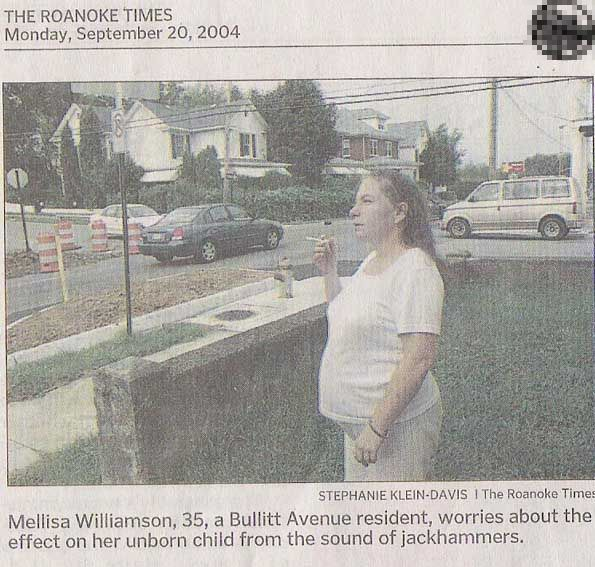 THE ROANOKE TIMES
Monday, September 20, 2004
STEPHANIE KLEIN-DAVIS I The Roanoke Times
Mellisa Williamson, 35, a Bullitt Avenue resident, worries about the
effect on her unborn child from the sound of jackhammers.